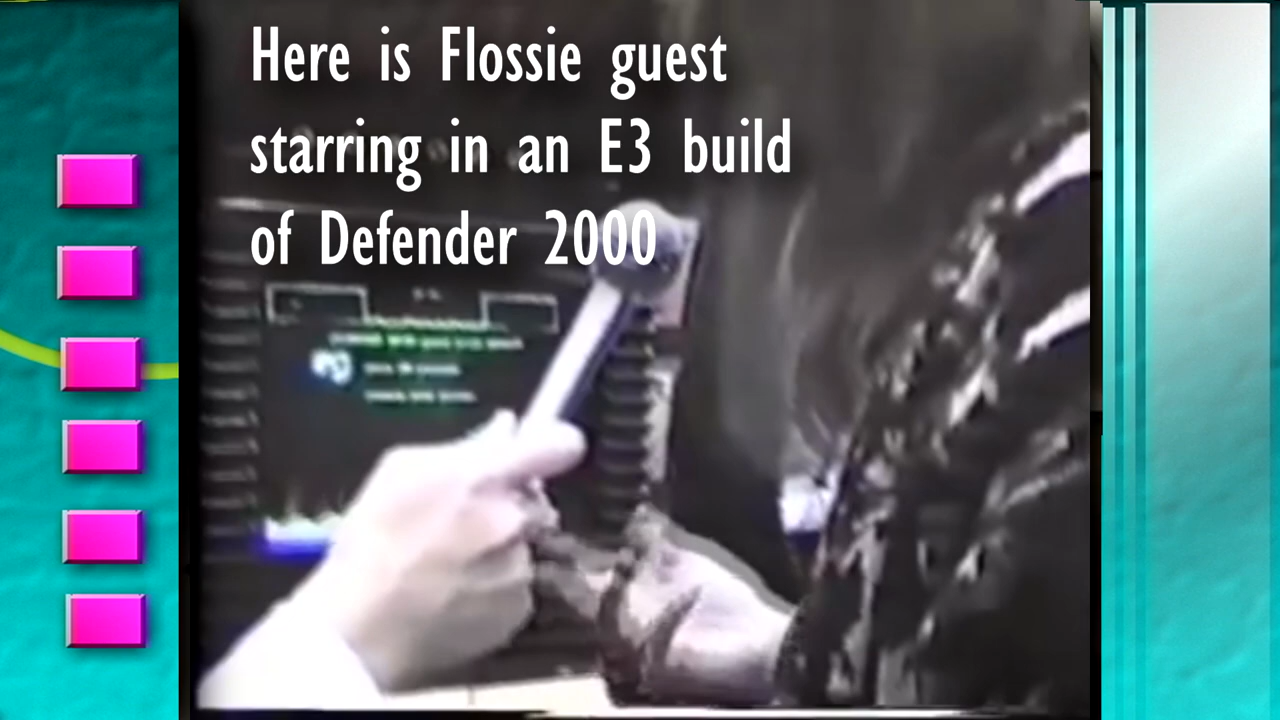 Here is Flossie guest
starring in an E3 build
of Defender 2000